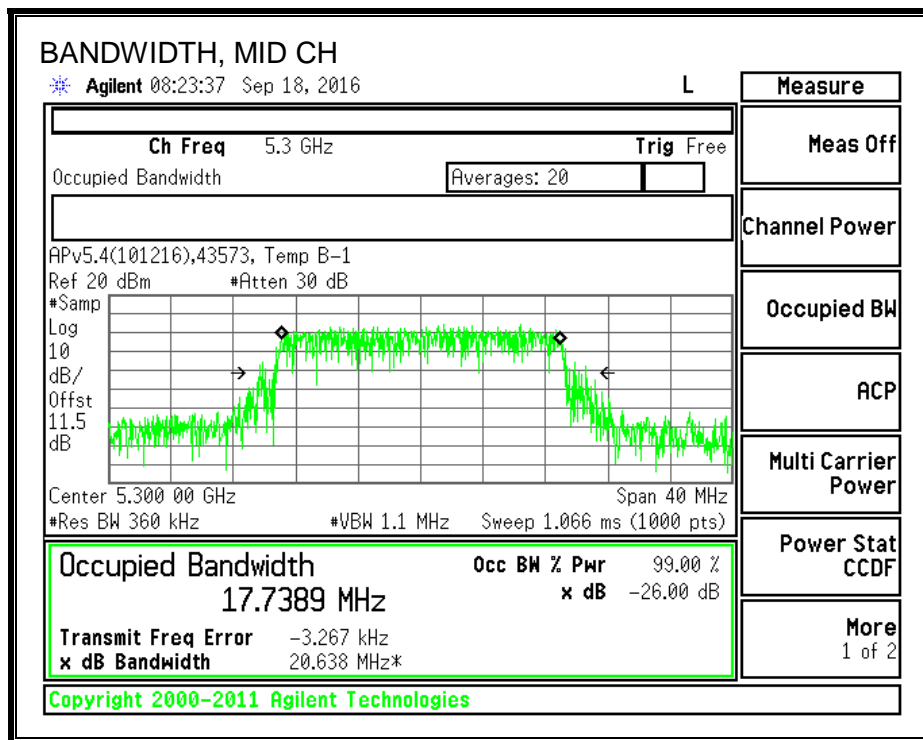 BANDWIDTH, MID CH
Agilent 08:23:37 Sep 18, 2016 L
Measure
Ch Freq 5.3 GHz Trig Free
Meas Off
Occupied Bandwidth Averages: 20
Channel Power
APv5.4(101216),43573, Temp B-1
Ref 20 dBm #Atten 30 dB
#Samp
Log
10
dB/
Offst
11.5
dB
Occupied BW
ACP
Center 5.300 00 GHz Span 40 MHz
#Res BW 360 kHz #VBW 1.1 MHz Sweep 1.066 ms (1000 pts)
Multi Carrier
Power
Occupied Bandwidth Occ BW % Pwr 99.00 %
17.7389 MHz x dB -26.00 dB
Transmit Freq Error -3.267 kHz
x dB Bandwidth 20.638 MHz*
Power Stat
CCDF
More
1 of 2
Copyright 2000-2011 Agilent Technologies